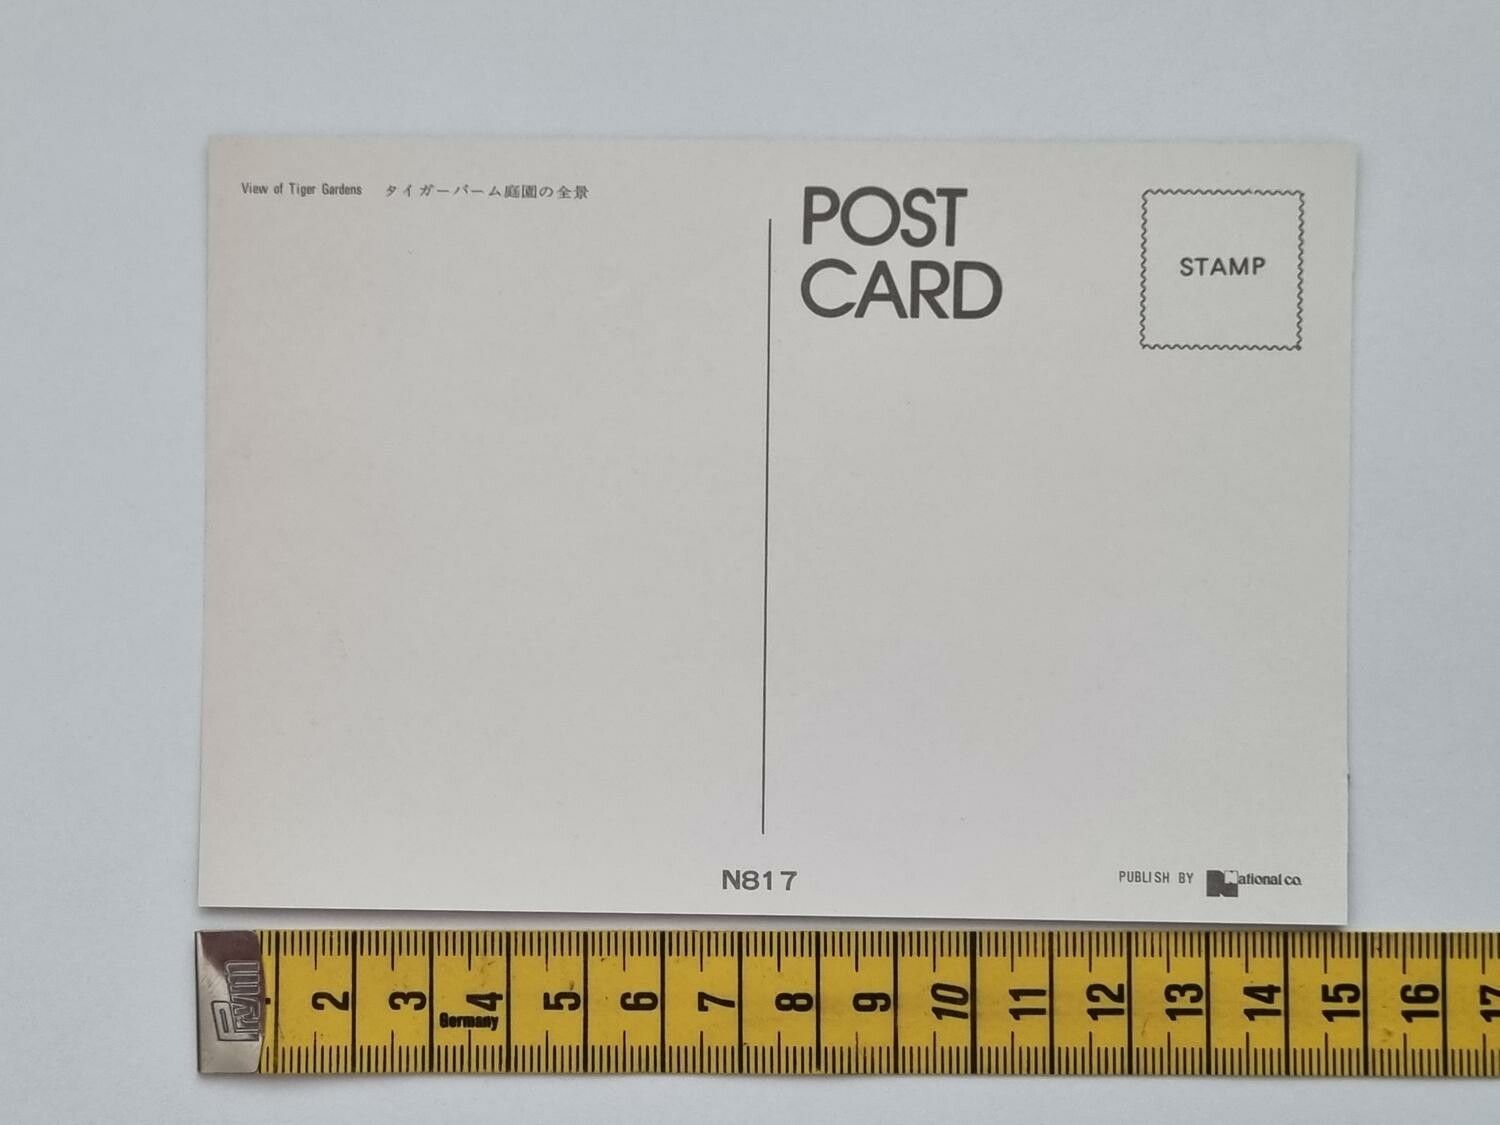 View of Tiger Gardens タイガーバーム庭園の全景
POST
CARD
STAMP
N817
PUBLISH BY National co.
Prym
2 3 4 5 6 7 8 9 10 11 12 13 14 15 16 17
Germany